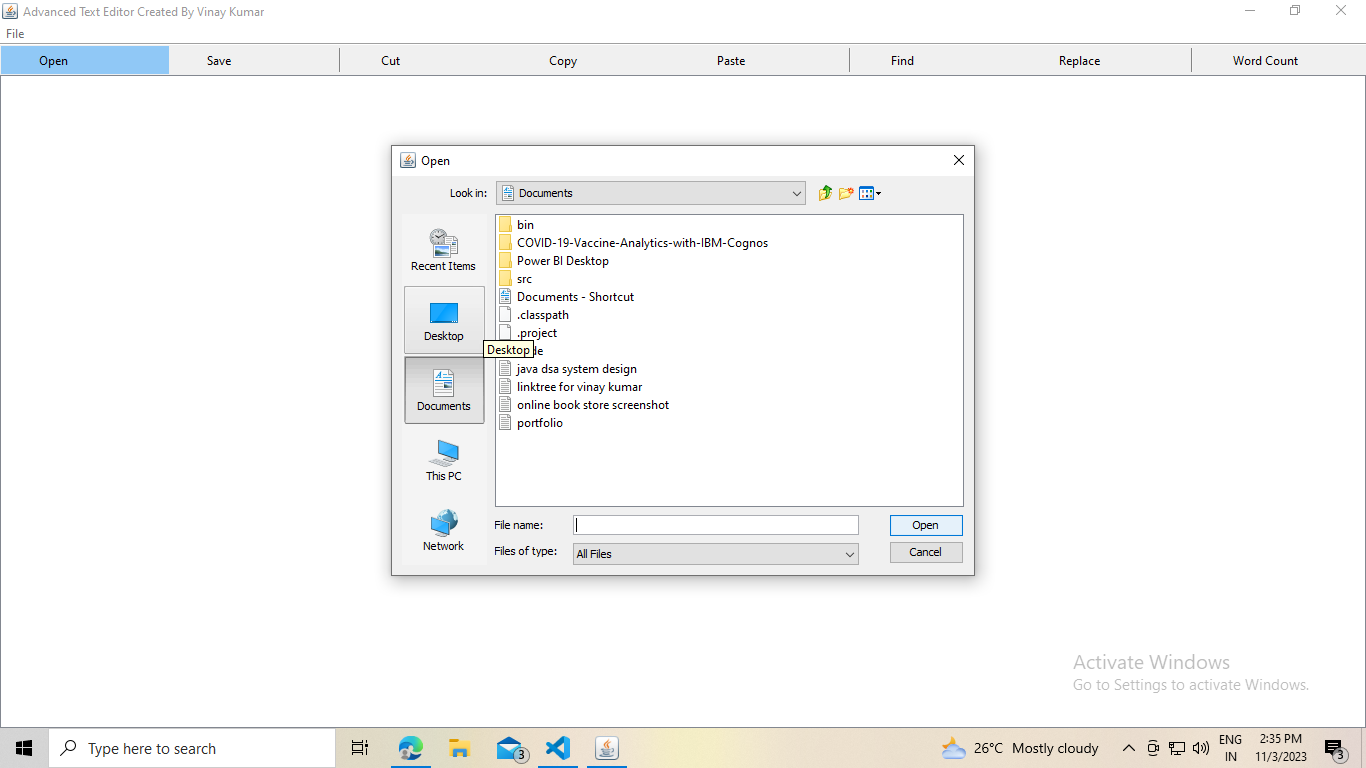 Advanced Text Editor Created By Vinay Kumar
File
Open Save Cut Copy Paste Find Replace Word Count
Open
Look in: Documents
Recent Items
Desktop
Desktop
Documents
This PC
Network
bin
COVID-19-Vaccine-Analytics-with-IBM-Cognos
Power BI Desktop
src
Documents - Shortcut
.classpath
.project
java dsa system design
linktree for vinay kumar
online book store screenshot
portfolio
File name: Open
Files of type: All Files Cancel
Activate Windows
Go to Settings to activate Windows.
Type here to search
3
26°C Mostly cloudy
ENG
IN
2:35 PM
11/3/2023
3